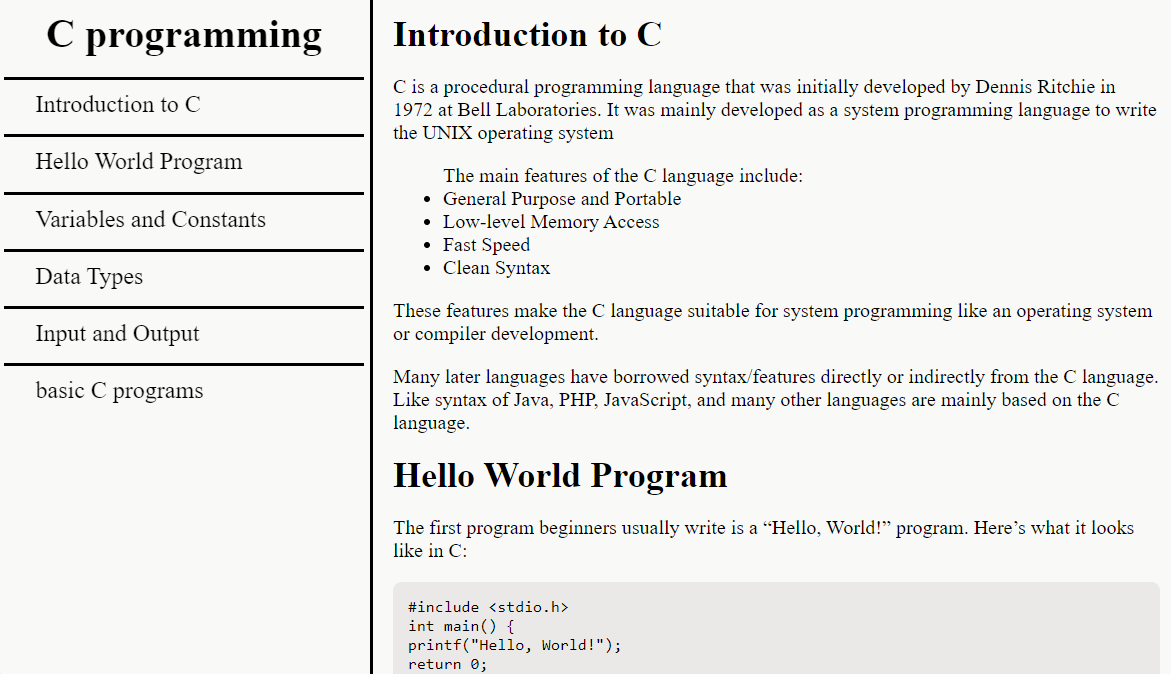 C programming
Introduction to C
Hello World Program
Variables and Constants
Data Types
Input and Output
basic C programs
Introduction to C
C is a procedural programming language that was initially developed by Dennis Ritchie in
1972 at Bell Laboratories. It was mainly developed as a system programming language to write
the UNIX operating system
The main features of the C language include:
• General Purpose and Portable
• Low-level Memory Access
• Fast Speed
• Clean Syntax
These features make the C language suitable for system programming like an operating system
or compiler development.
Many later languages have borrowed syntax/features directly or indirectly from the C language.
Like syntax of Java, PHP, JavaScript, and many other languages are mainly based on the C
language.
Hello World Program
The first program beginners usually write is a “Hello, World!” program. Here’s what it looks
like in C:
#include <stdio.h>
int main() {
printf("Hello, World!");
return 0;